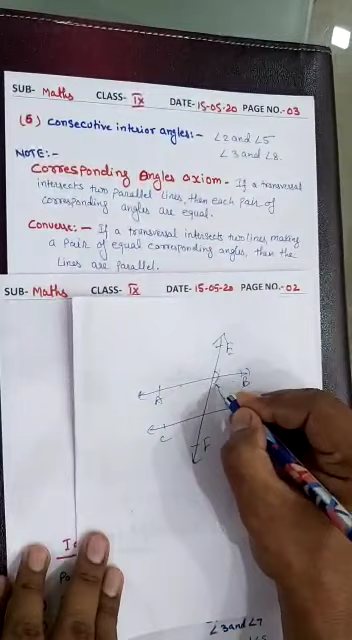 SUB- Maths CLASS- IX DATE- 15-05-20 PAGE NO.- 03
(5) Consecutive interior angles:- ∠2 and ∠5
∠3 and ∠8.
NOTE:-
Corresponding Angles axiom - If a transversal
intersects two parallel lines, then each pair of
corresponding angles are equal.
Converse:- If a transversal intersects two lines, making
a pair of equal corresponding angles, then the
lines are parallel.
SUB- Maths CLASS- IX DATE- 15-05-20 PAGE NO.- 02
E
B
A
C
F
∠3 and ∠7